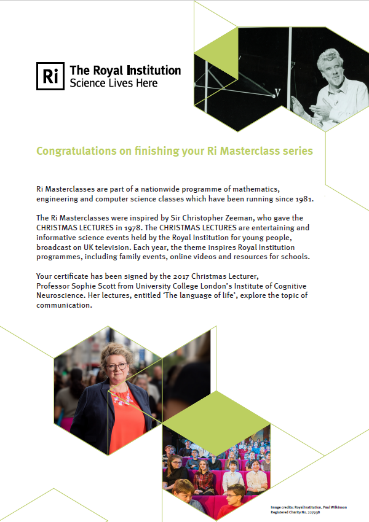 Ri
The Royal Institution
Science Lives Here
Congratulations on finishing your Ri Masterclass series
Ri Masterclasses are part of a nationwide programme of mathematics,
engineering and computer science classes which have been running since 1981.
The Ri Masterclasses were inspired by Sir Christopher Zeeman, who gave the
CHRISTMAS LECTURES in 1978. The CHRISTMAS LECTURES are entertaining and
informative science events held by the Royal Institution for young people,
broadcast on UK television. Each year, the theme inspires Royal Institution
programmes, including family events, online videos and resources for schools.
Your certificate has been signed by the 2017 Christmas Lecturer,
Professor Sophie Scott from University College London's Institute of Cognitive
Neuroscience. Her lectures, entitled 'The language of life', explore the topic of
communication.
Image credits: Royal Institution, Paul Wilkinson
Registered Charity No.